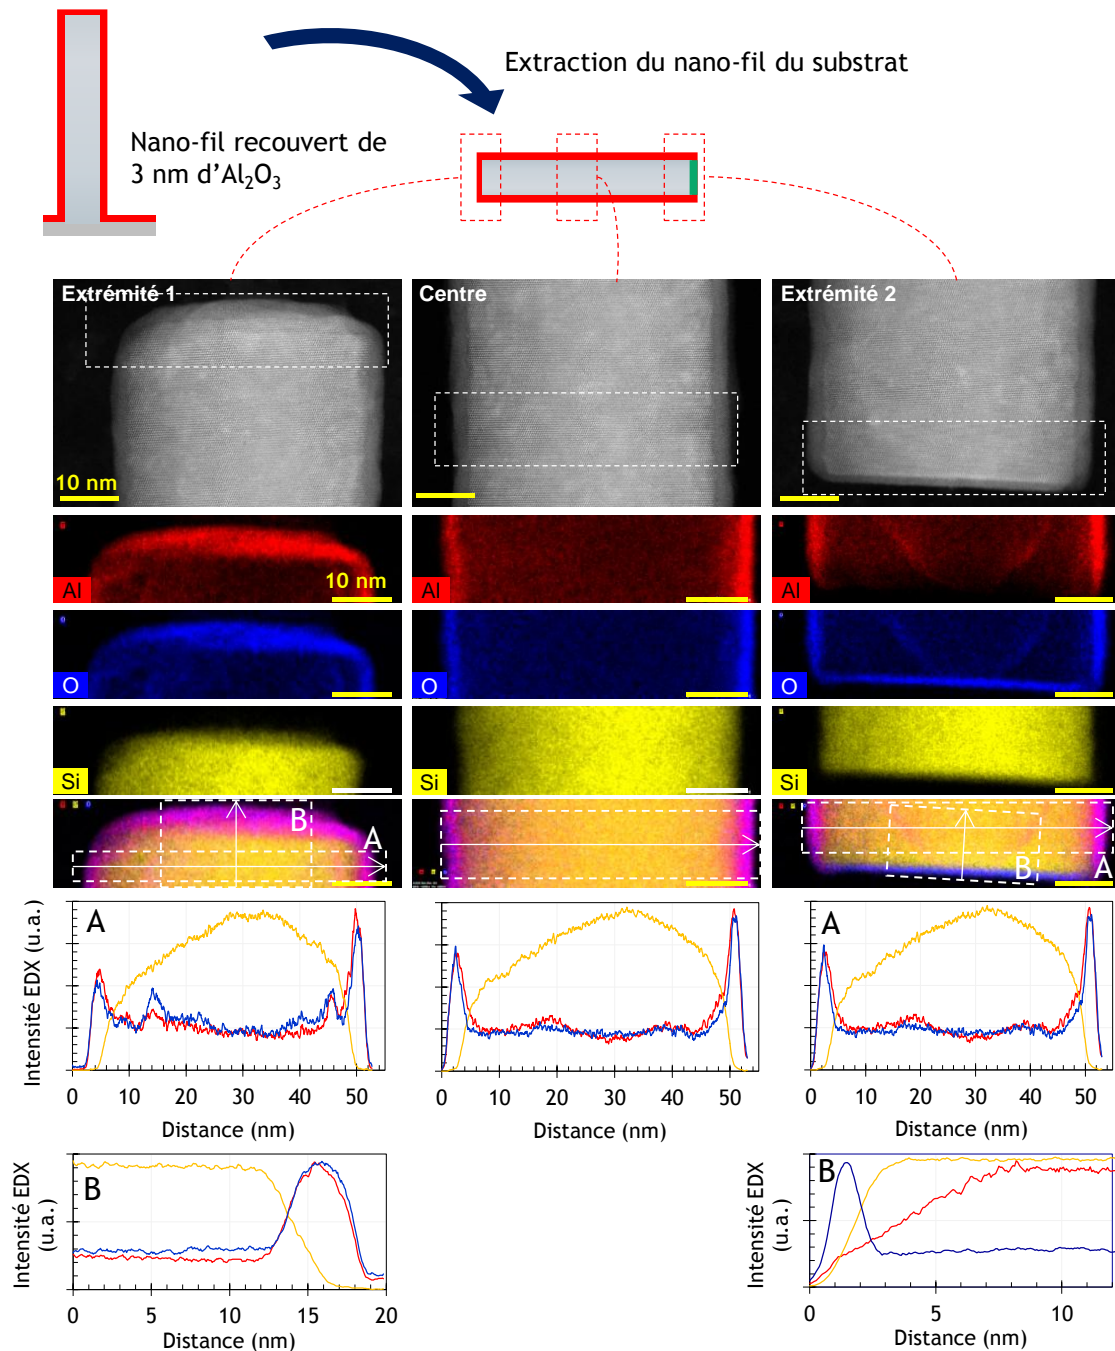 Extraction du nano-fil du substrat
Nano-fil recouvert de
3 nm d’Al₂O₃
Extrémité 1
Centre
Extrémité 2
10 nm
Al
10 nm
Al
Al
O
O
O
Si
Si
Si
B
A
B
A
Intensité EDX (u.a.)
A
A
0 10 20 30 40 50
0 10 20 30 40 50
0 10 20 30 40 50
Distance (nm)
Distance (nm)
Distance (nm)
Intensité EDX
(u.a.)
B
Intensité EDX
(u.a.)
B
0 5 10 15 20
0 5 10
Distance (nm)
Distance (nm)